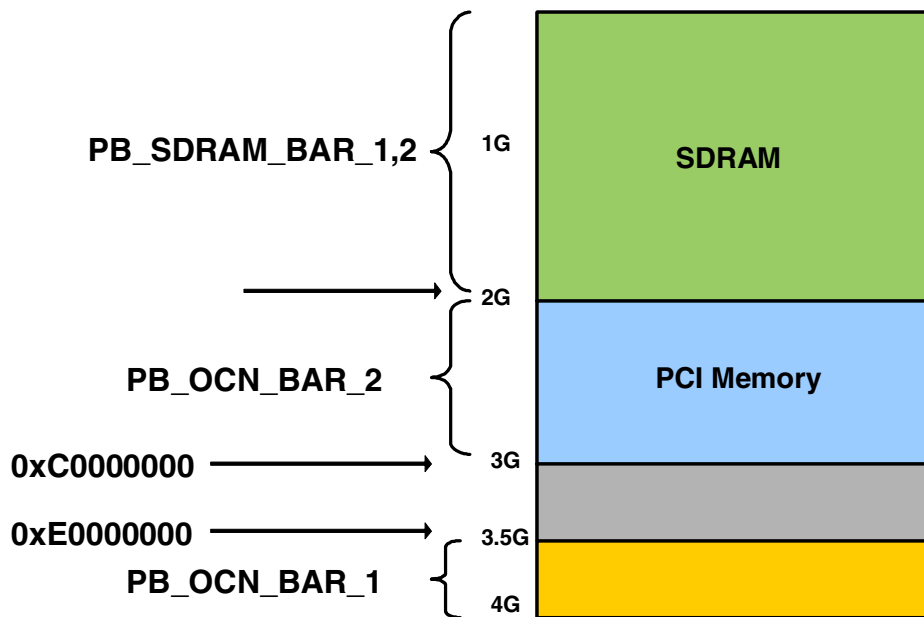 1G
PB_SDRAM_BAR_1,2
SDRAM
2G
PB_OCN_BAR_2
PCI Memory
0xC0000000
3G
0xE0000000
3.5G
PB_OCN_BAR_1
4G